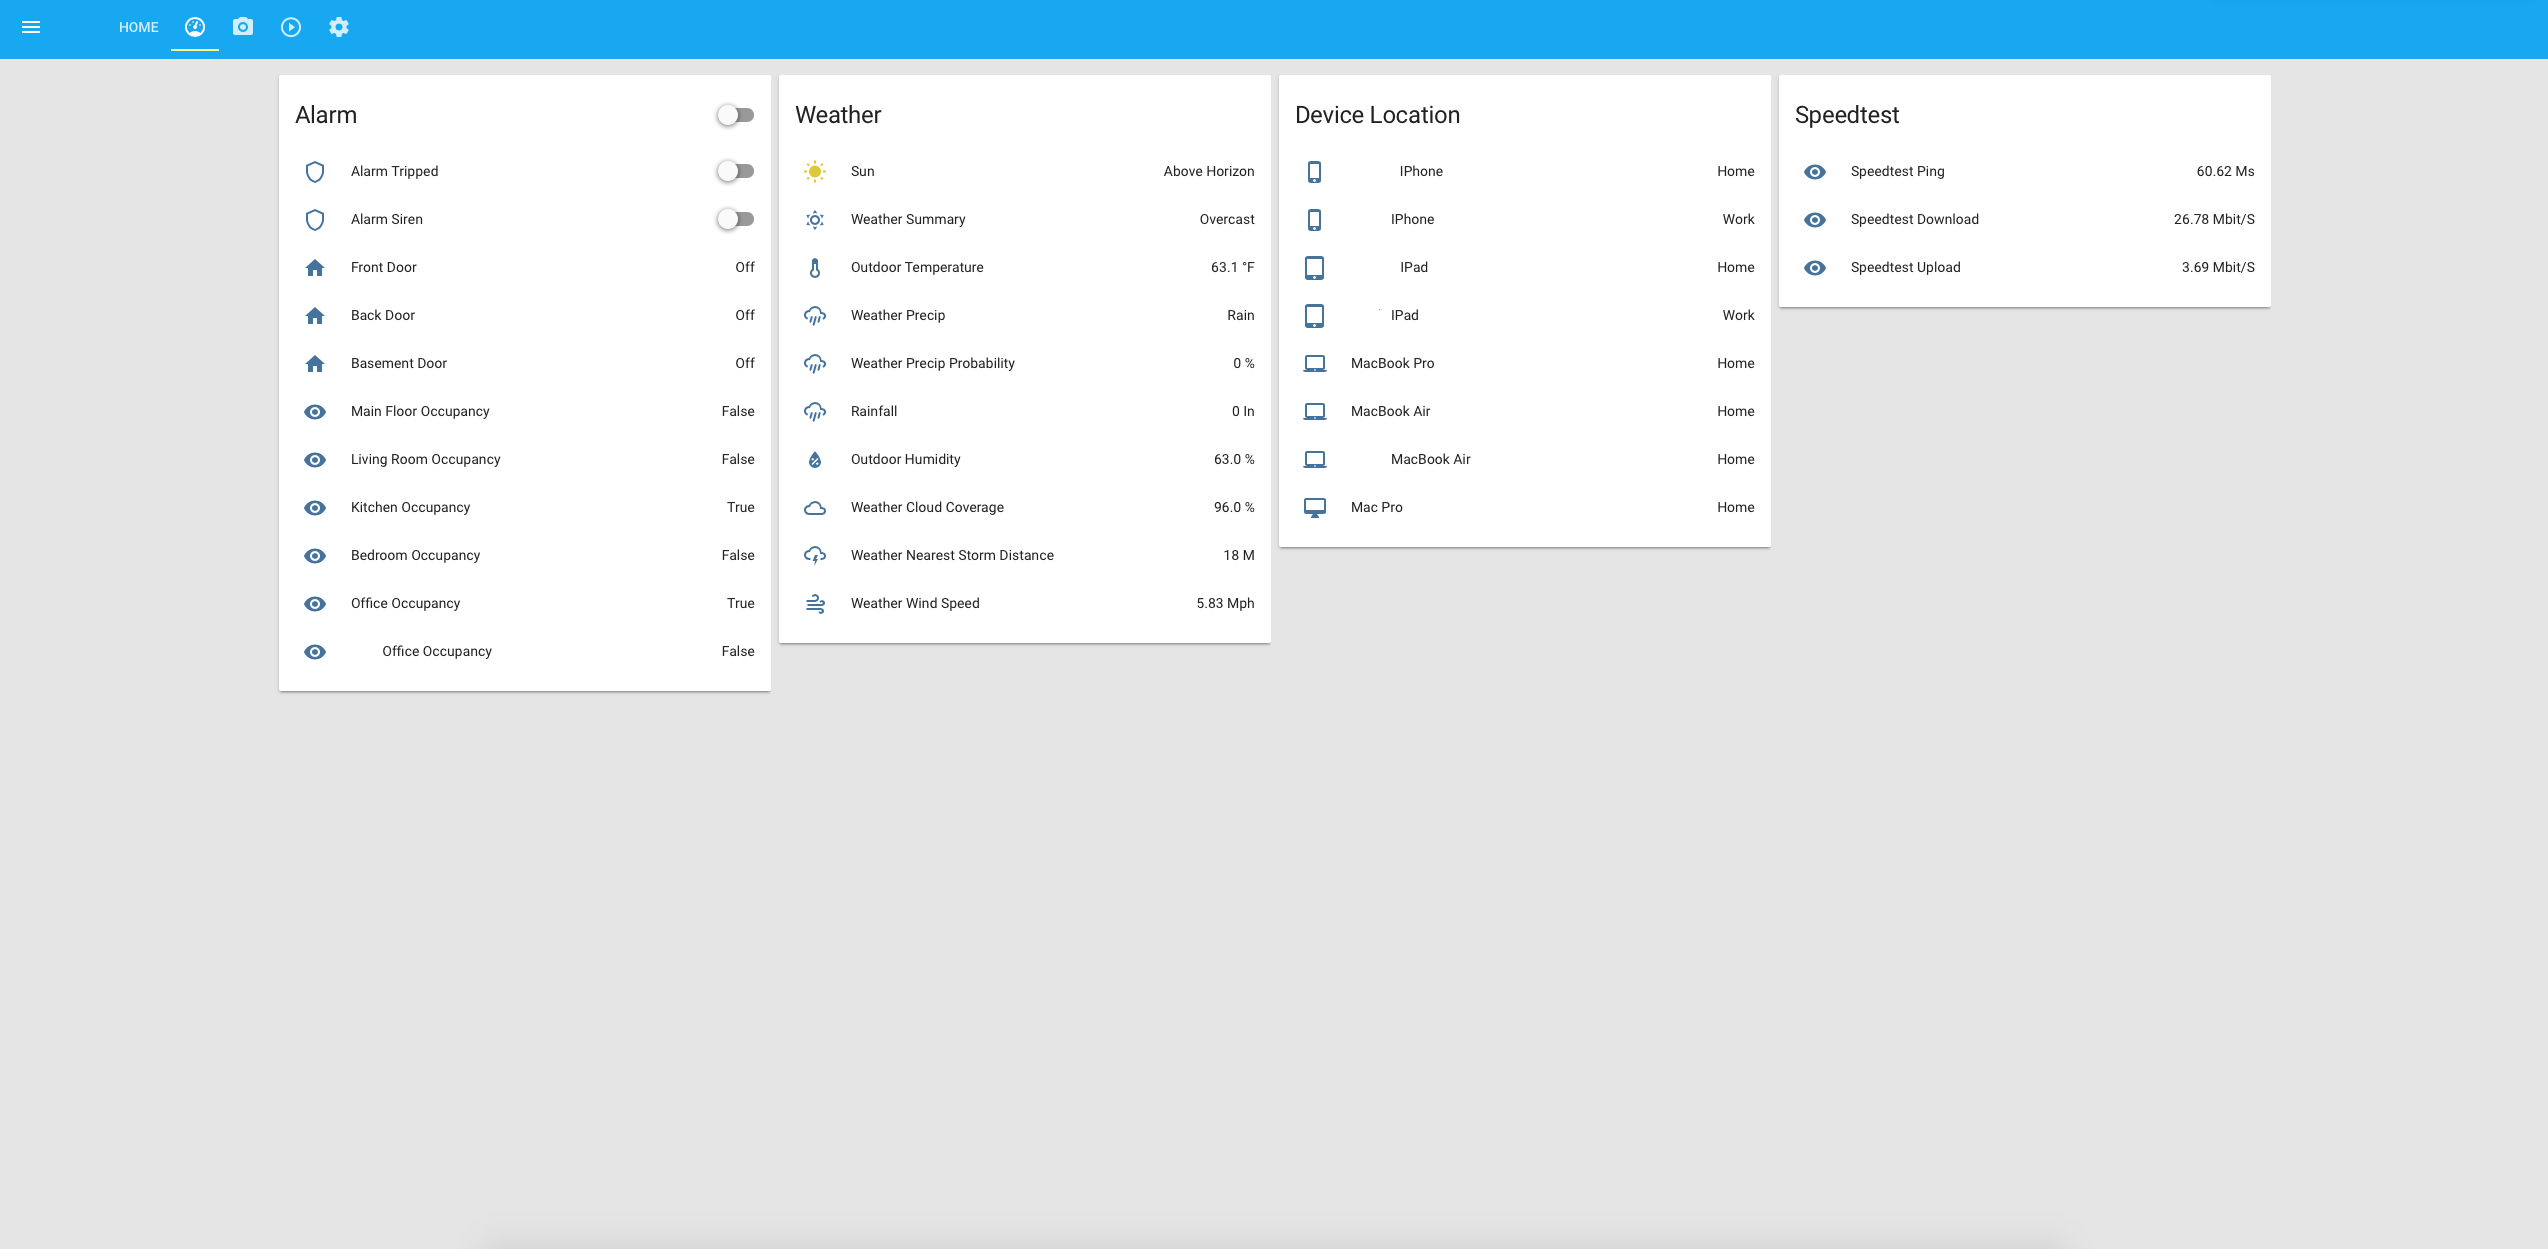 HOME
Alarm
Alarm Tripped
Alarm Siren
Front Door Off
Back Door Off
Basement Door Off
Main Floor Occupancy False
Living Room Occupancy False
Kitchen Occupancy True
Bedroom Occupancy False
Office Occupancy True
Office Occupancy False
Weather
Sun Above Horizon
Weather Summary Overcast
Outdoor Temperature 63.1 °F
Weather Precip Rain
Weather Precip Probability 0 %
Rainfall 0 In
Outdoor Humidity 63.0 %
Weather Cloud Coverage 96.0 %
Weather Nearest Storm Distance 18 M
Weather Wind Speed 5.83 Mph
Device Location
IPhone Home
IPhone Work
IPad Home
IPad Work
MacBook Pro Home
MacBook Air Home
MacBook Air Home
Mac Pro Home
Speedtest
Speedtest Ping 60.62 Ms
Speedtest Download 26.78 Mbit/S
Speedtest Upload 3.69 Mbit/S